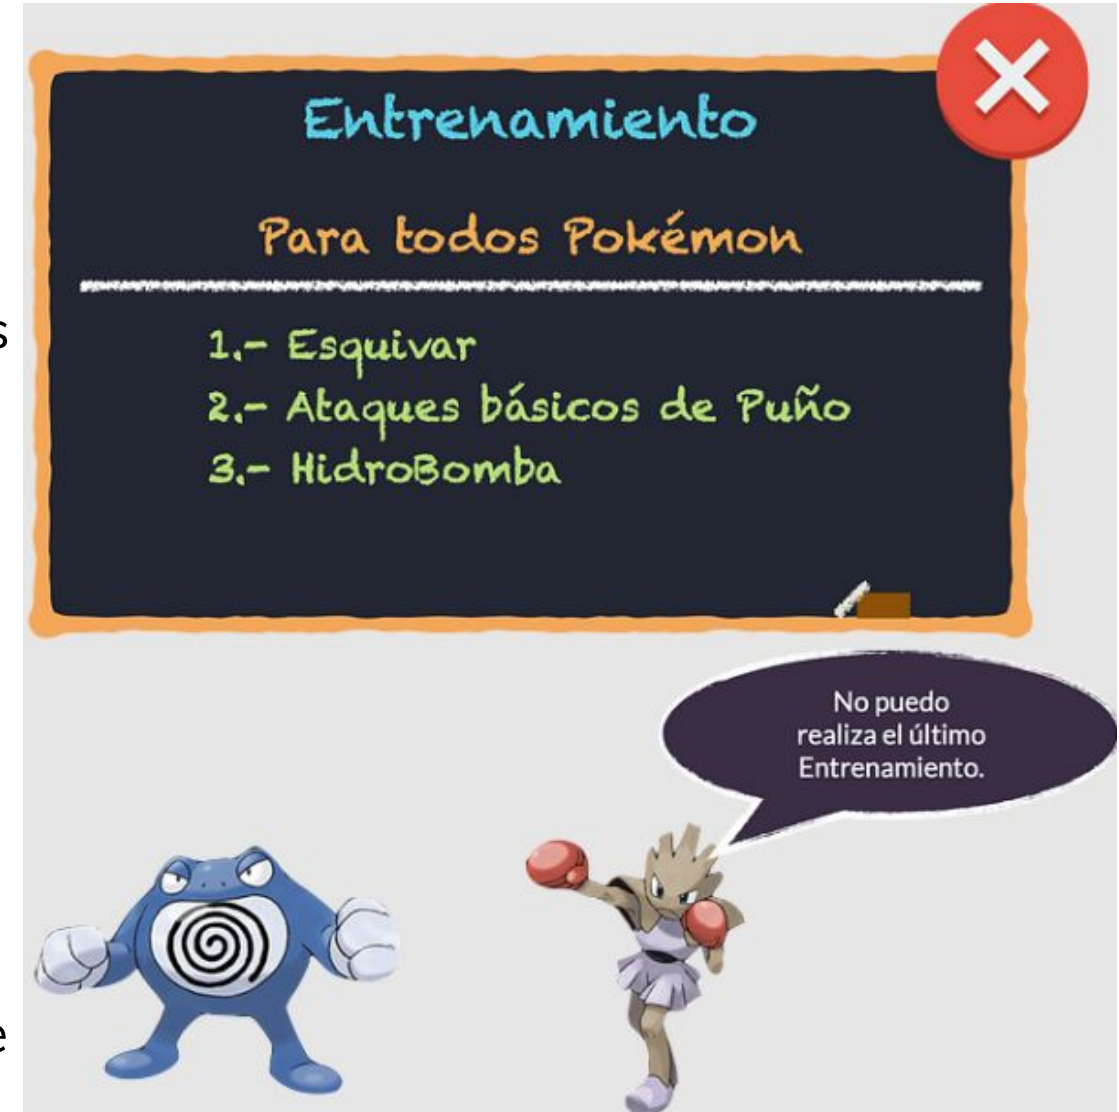 Entrenamiento
Para todos Pokémon
s
1.- Esquivar
2.- Ataques básicos de Puño
3.- HidroBomba
No puedo
realiza el último
Entrenamiento.
e